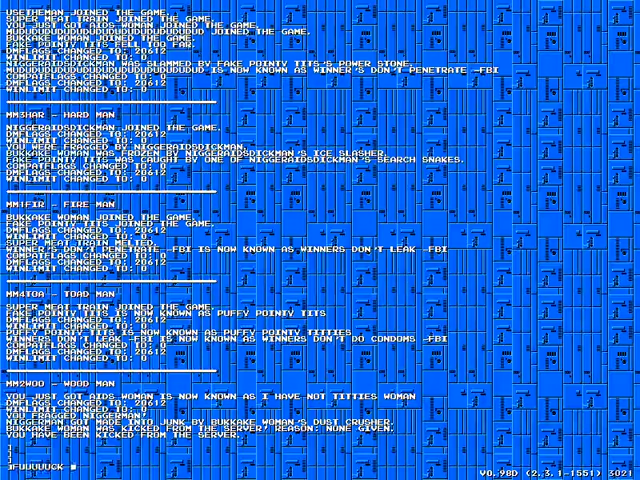 USETHEMAN JOINED THE GAME.
SUPER MEAT TRAIN JOINED THE GAME.
YOU JUST GOT AIDS WOMAN JOINED THE GAME.
BUKKAKE WOMAN JOINED THE GAME.
FAKE POINTY TITS FELL TOO FAR.
DMFLAGS CHANGED TO: 20612
WINLIMIT CHANGED TO: 0
NIGGERAIDSDICKMAN WAS SLAMMED BY FAKE POINTY TITS'S POWER STONE.
IS NOW KNOWN AS WINNER'S DON'T PENETRATE -FBI
COMPATFLAGS CHANGED TO: 0
DMFLAGS CHANGED TO: 20612
WINLIMIT CHANGED TO: 0
MM3HAR - HARD MAN
NIGGERAIDSDICKMAN JOINED THE GAME.
DMFLAGS CHANGED TO: 20612
WINLIMIT CHANGED TO: 0
YOU WERE FRAGGED BY NIGGERAIDSDICKMAN.
BUKKAKE WOMAN WAS FROZEN BY NIGGERAIDSDICKMAN'S ICE SLASHER.
FAKE POINTY TITS WAS CAUGHT BY ONE OF NIGGERAIDSDICKMAN'S SEARCH SNAKES.
COMPATFLAGS CHANGED TO: 0
DMFLAGS CHANGED TO: 20612
WINLIMIT CHANGED TO: 0
MM1FIR - FIRE MAN
BUKKAKE WOMAN JOINED THE GAME.
FAKE POINTY TITS JOINED THE GAME.
DMFLAGS CHANGED TO: 20612
WINLIMIT CHANGED TO: 0
SUPER MEAT TRAIN MELTED.
WINNER'S DON'T PENETRATE -FBI IS NOW KNOWN AS WINNERS DON'T LEAK -FBI
COMPATFLAGS CHANGED TO: 0
DMFLAGS CHANGED TO: 20612
WINLIMIT CHANGED TO: 0
MM4TOA - TOAD MAN
SUPER MEAT TRAIN JOINED THE GAME.
FAKE POINTY TITS IS NOW KNOWN AS PUFFY POINTY TITS
DMFLAGS CHANGED TO: 20612
WINLIMIT CHANGED TO: 0
PUFFY POINTY TITS IS NOW KNOWN AS PUFFY POINTY TITTIES
WINNERS DON'T LEAK -FBI IS NOW KNOWN AS WINNERS DON'T DO CONDOMS -FBI
COMPATFLAGS CHANGED TO: 0
DMFLAGS CHANGED TO: 20612
WINLIMIT CHANGED TO: 0
MM2WOO - WOOD MAN
YOU JUST GOT AIDS WOMAN IS NOW KNOWN AS I HAVE NOT TITTIES WOMAN
DMFLAGS CHANGED TO: 20612
WINLIMIT CHANGED TO: 0
YOU FRAGGED NIGGERMAN!
NIGGERMAN GOT MADE INTO JUNK BY BUKKAKE WOMAN'S DUST CRUSHER.
BUKKAKE WOMAN WAS KICKED FROM THE SERVER! REASON: NONE GIVEN.
YOU HAVE BEEN KICKED FROM THE SERVER.
]
]
]FUUUUUCK
V0.98D (2.3.1-1551) 3021